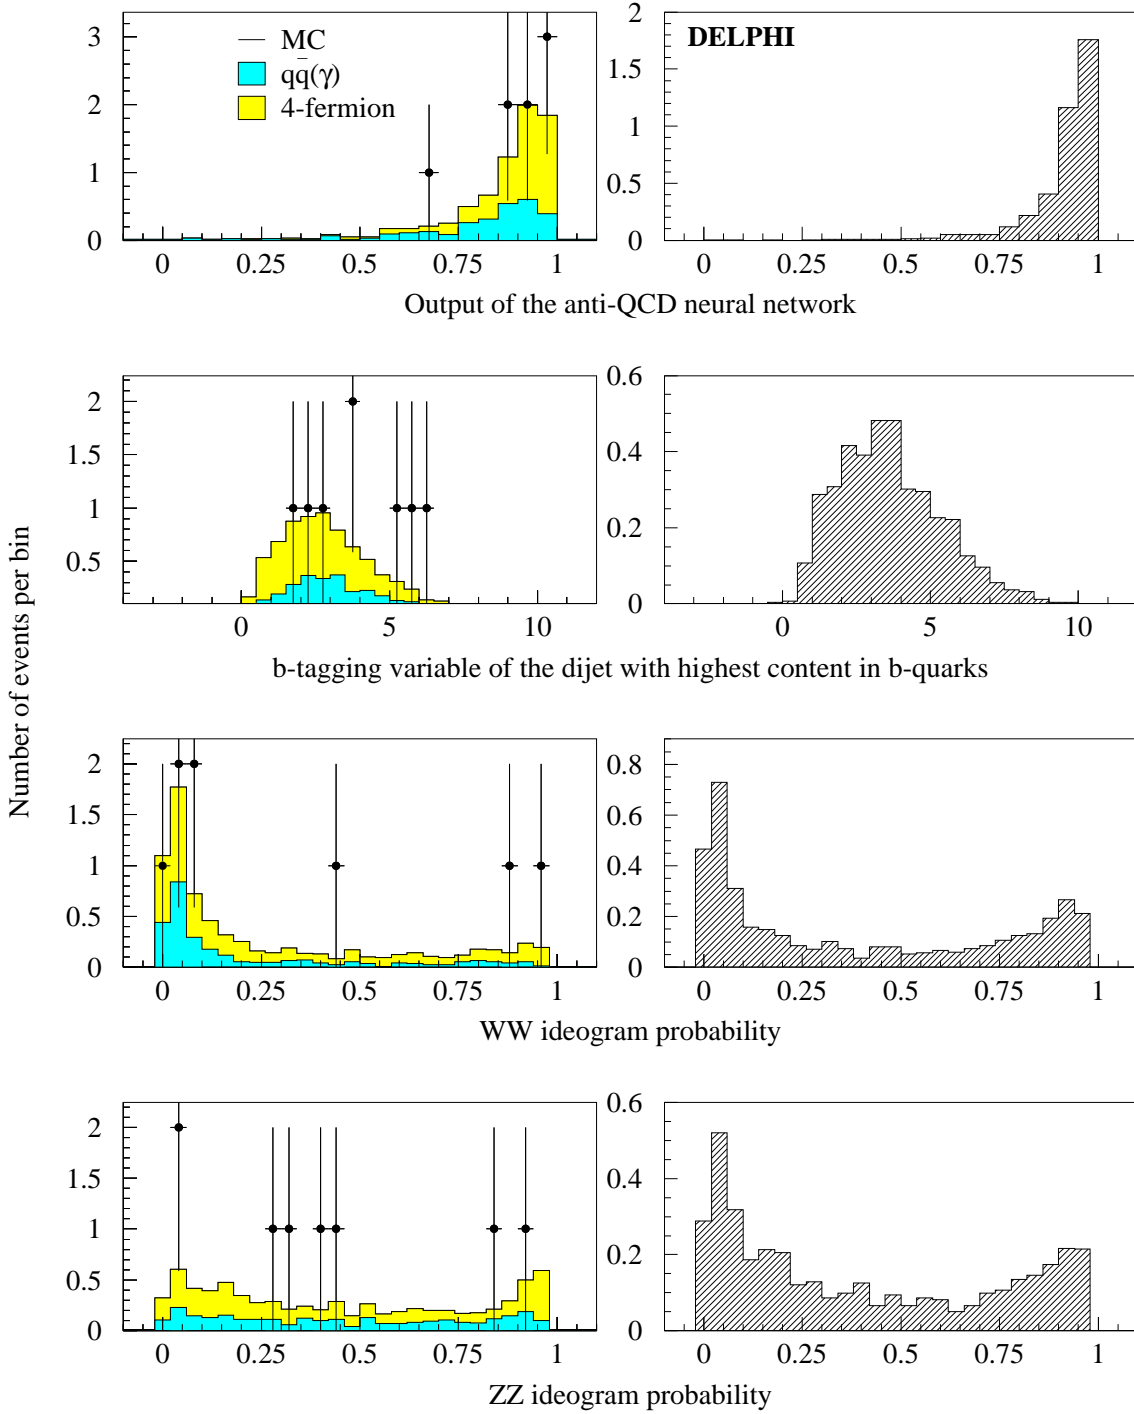 Number of events per bin
3
2
1
0
MC
qq̄(γ)
4-fermion
0 0.25 0.5 0.75 1
DELPHI
2
1.5
1
0.5
0
0 0.25 0.5 0.75 1
Output of the anti-QCD neural network
2
1.5
1
0.5
0 5 10
0.6
0.4
0.2
0
0 5 10
b-tagging variable of the dijet with highest content in b-quarks
2
1.5
1
0.5
0
0 0.25 0.5 0.75 1
0.8
0.6
0.4
0.2
0
0 0.25 0.5 0.75 1
WW ideogram probability
2
1.5
1
0.5
0
0 0.25 0.5 0.75 1
0.6
0.4
0.2
0
0 0.25 0.5 0.75 1
ZZ ideogram probability